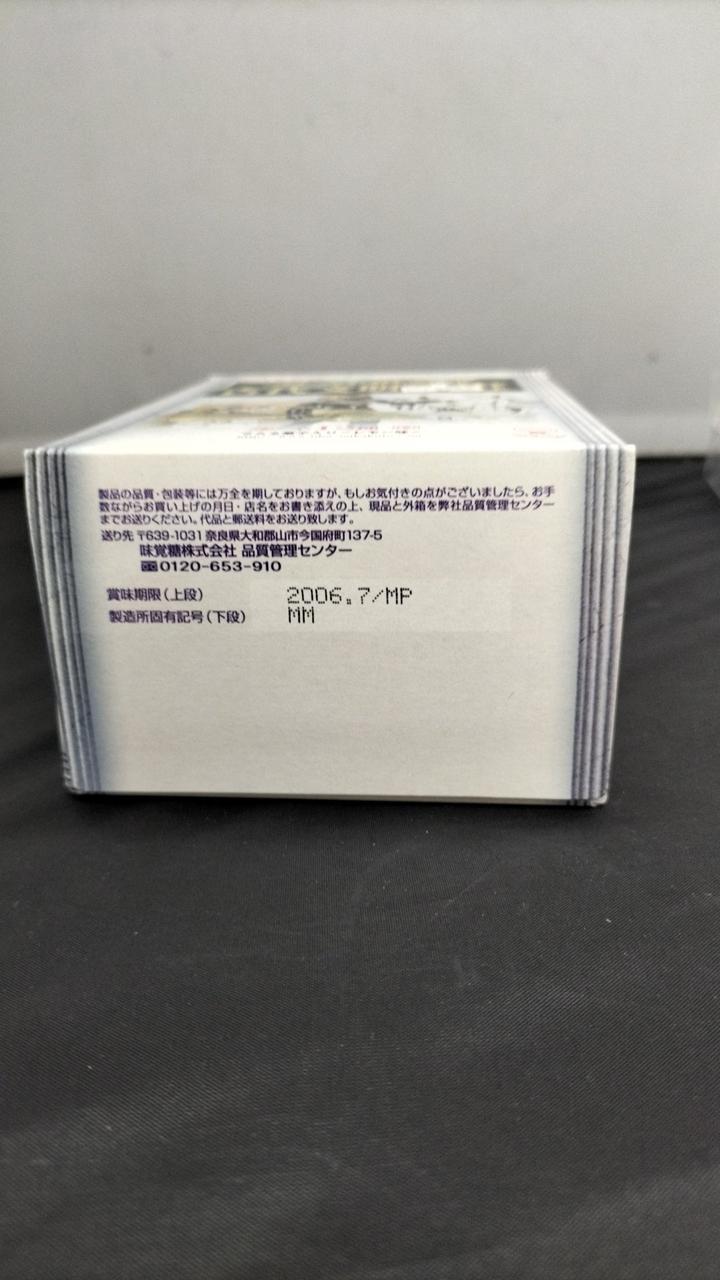 製品の品質・包装等には万全を期しておりますが、もしお気付きの点がございましたら、お手
数ながらお買い上げの月日・店名をお書き添えの上、現品と外箱を弊社品質管理センター
までお送りください。代品と郵送料をお送り致します。
送り先 〒639-1031 奈良県大和郡山市今国府町137-5
味覚糖株式会社 品質管理センター
0120-653-910
賞味期限(上段) 2006.7/MP
製造所固有記号(下段) MM